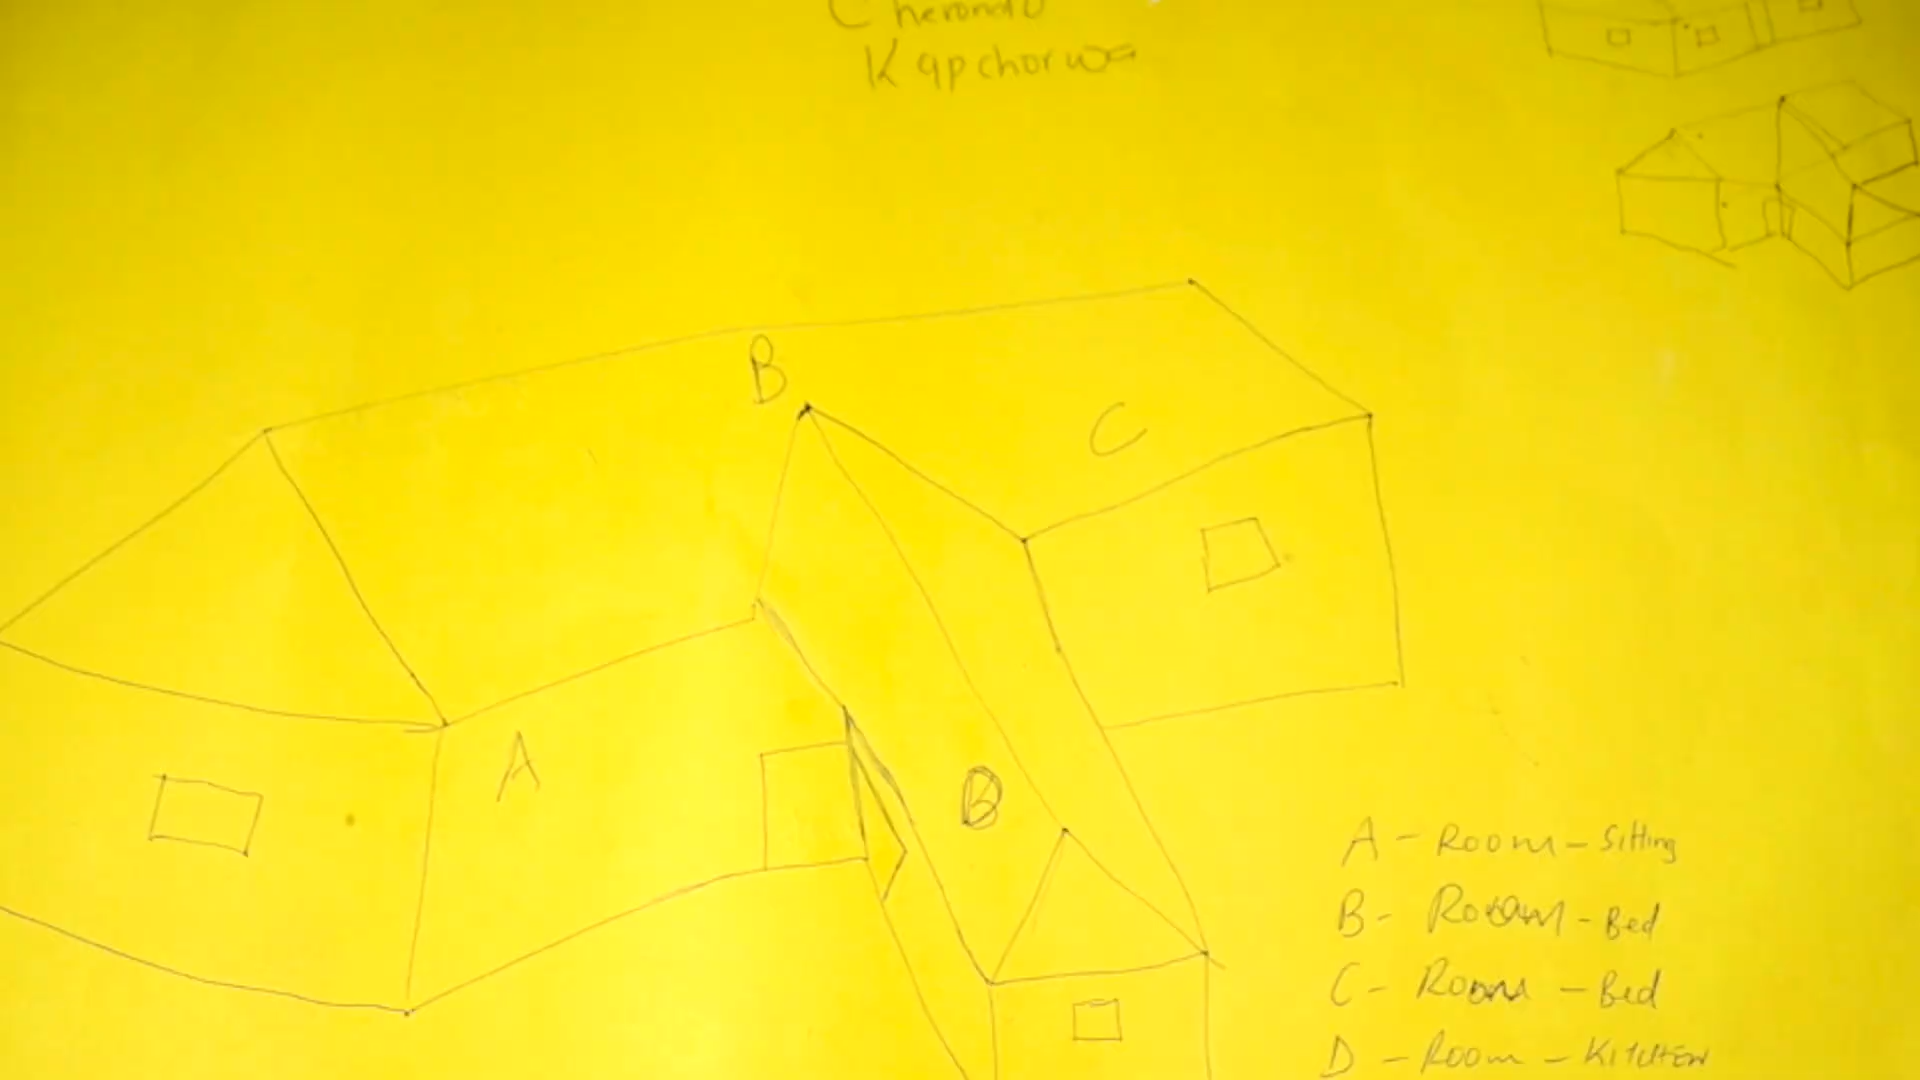 Kapchorwa
B
C
A
B
A - Room - Sitting
B - Room - Bed
C - Room - Bed
D - Room - KITCHEN